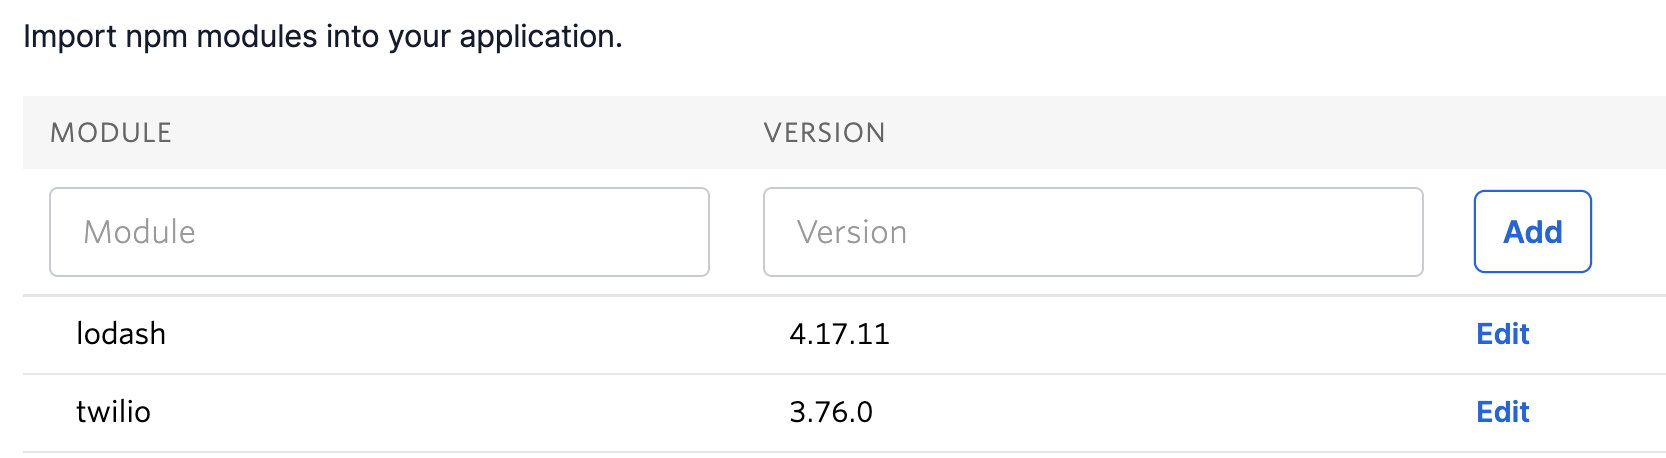 Import npm modules into your application.
MODULE VERSION
Module Version Add
lodash 4.17.11 Edit
twilio 3.76.0 Edit